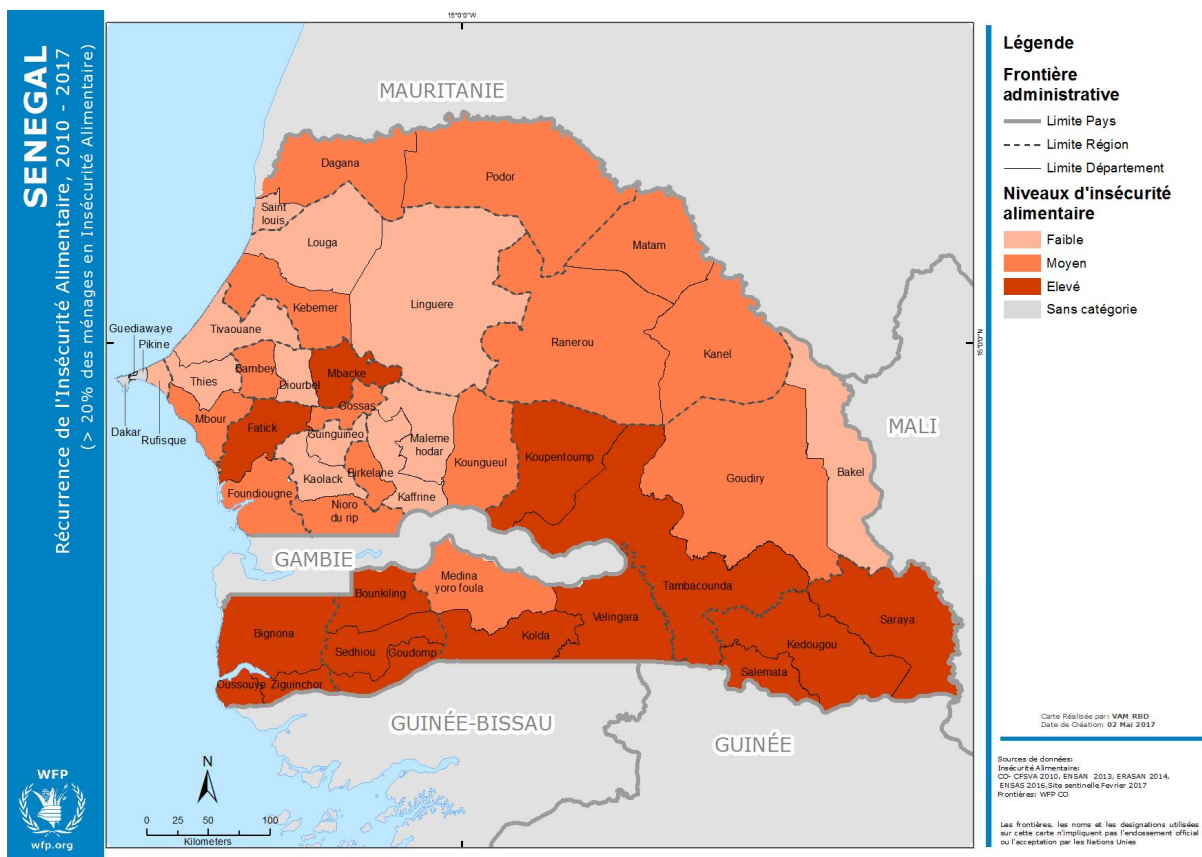 SENEGAL
Récurrence de l'Insécurité Alimentaire, 2010 - 2017
(> 20% des ménages en Insécurité Alimentaire)
WFP
wfp.org
15°0'0"W
15°0'0"N
MAURITANIE
Dagana
Podor
Saint
louis
Louga
Matam
Linguere
Kebemer
Tivaouane
Guediawaye
Pikine
Ranerou
Kanel
Thies
Bambey
Diourbel
Mbacke
Gossas
Mbour
Dakar
Rufisque
Fatick
Guinguineo
Maleme
hodar
MALI
Koungueul
Koupentoump
Goudiry
Bakel
Kaolack
Birkelane
Kaffrine
Foundiougne
Nioro
du rip
GAMBIE
Medina
yoro foula
Bounkiling
Tambacounda
Velingara
Saraya
Bignona
Sedhiou
Goudomp
Kolda
Kedougou
Salemata
Oussouye
Ziguinchor
GUINÉE-BISSAU
GUINÉE
N
0 25 50 100
Kilometers
Légende
Frontière
administrative
Limite Pays
Limite Région
Limite Département
Niveaux d'insécurité
alimentaire
Faible
Moyen
Elevé
Sans catégorie
Carte Réalisée par: VAM RBD
Date de Création: 02 Mai 2017
Sources de données:
Insécurité Alimentaire:
CO- CFSVA 2010, ENSAN 2013, ERASAN 2014,
ENSAS 2016,Site sentinelle Fevrier 2017
Frontières: WFP CO
Les frontières, les noms et les designations utilisées
sur cette carte n'impliquent pas l'endossement official
ou l'acceptation par les Nations Unies